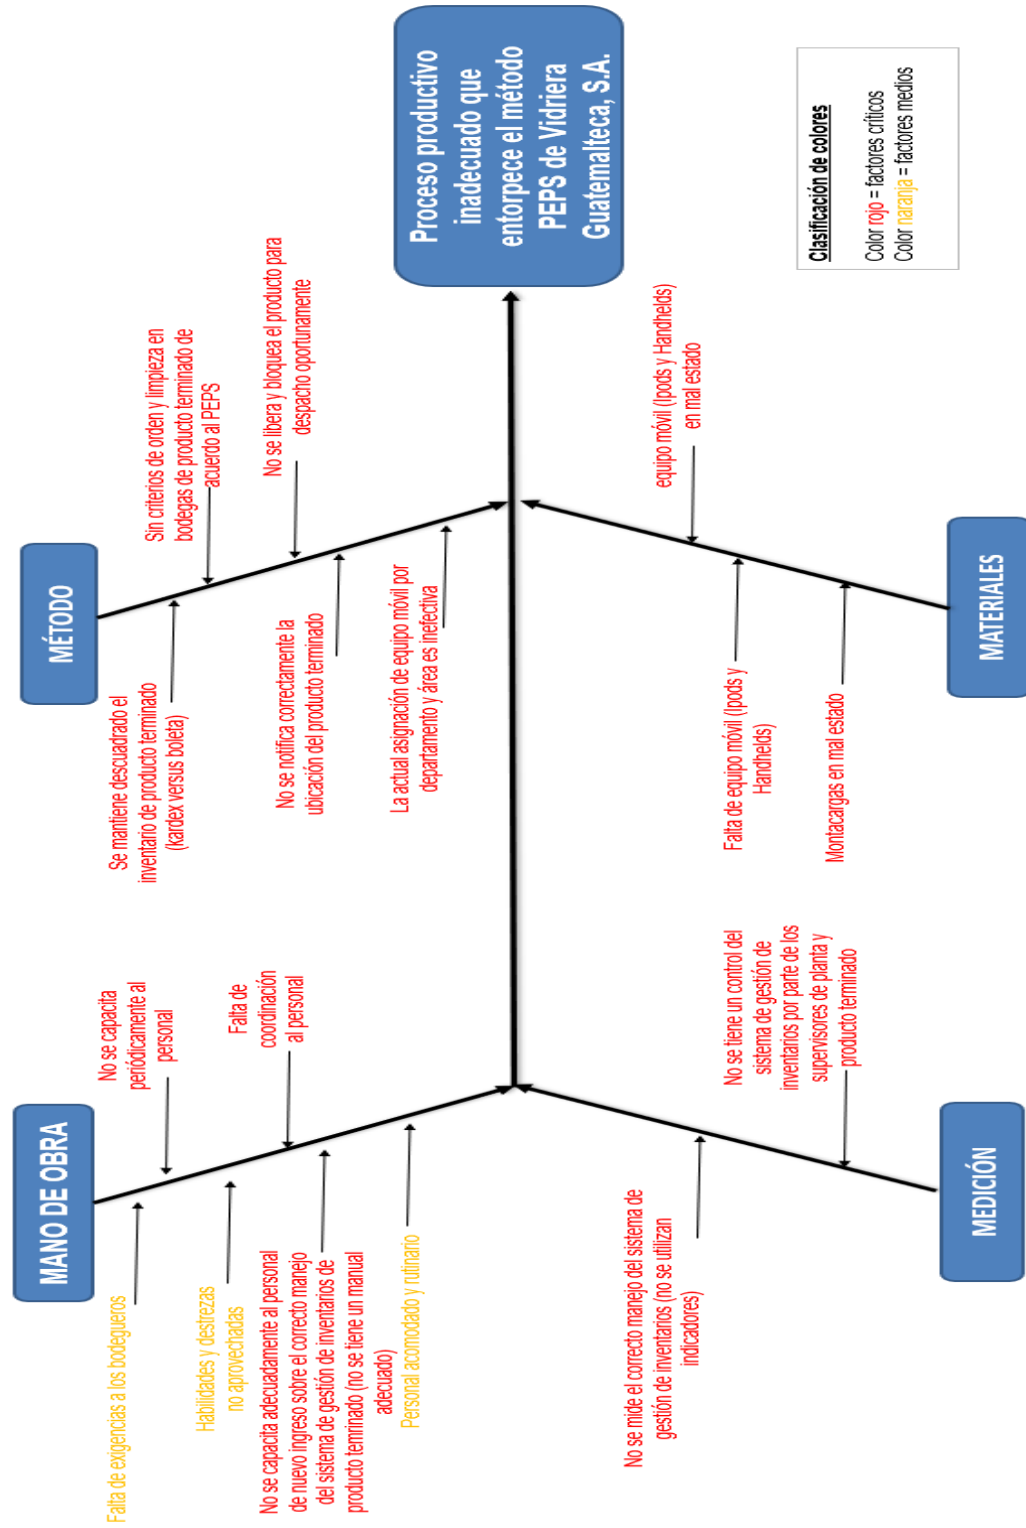 MANO DE OBRA
Falta de exigencias a los bodegueros
No se capacita
periódicamente al
personal
Habilidades y destrezas
no aprovechadas
Falta de
coordinación
al personal
No se capacita adecuadamente al personal
de nuevo ingreso sobre el correcto manejo
del sistema de gestión de inventarios de
producto temrinado (no se tiene un manual
adecuado)
Personal acomodado y rutinario
MÉTODO
Se mantiene descuadrado el
inventario de producto terminado
(kardex versus boleta)
Sin criterios de orden y limpieza en
bodegas de producto terminado de
acuerdo al PEPS
No se libera y bloquea el producto para
despacho oportunamente
No se notifica correctamente la
ubicación del producto terminado
La actual asignación de equipo móvil por
departamento y área es inefectiva
Proceso productivo
inadecuado que
entorpece el método
PEPS de Vidriera
Guatemalteca, S.A.
No se mide el correcto manejo del sistema de
gestión de inventarios (no se utilizan
indicadores)
No se tiene un control del
sistema de gestión de
inventarios por parte de los
supervisores de planta y
producto terminado
MEDICIÓN
equipo móvil (Ipods y Handhelds)
en mal estado
Falta de equipo móvil (Ipods y
Handhelds)
Montacargas en mal estado
MATERIALES
Clasificación de colores
Color rojo = factores críticos
Color naranja = factores medios